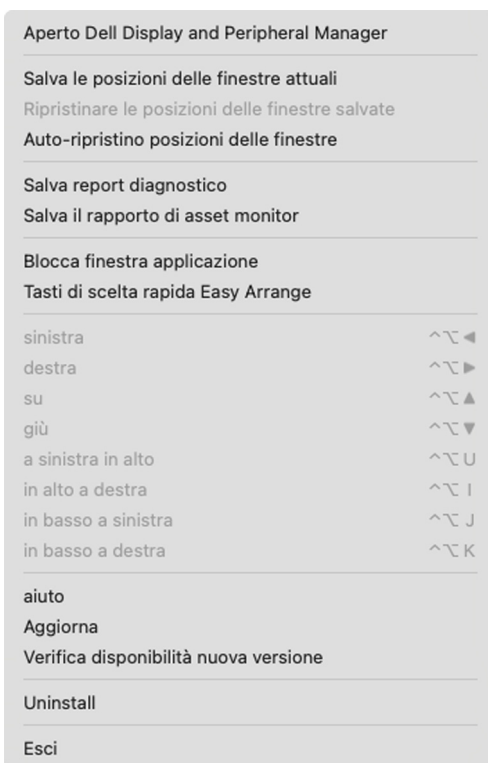 Aperto Dell Display and Peripheral Manager
Salva le posizioni delle finestre attuali
Ripristinare le posizioni delle finestre salvate
Auto-ripristino posizioni delle finestre
Salva report diagnostico
Salva il rapporto di asset monitor
Blocca finestra applicazione
Tasti di scelta rapida Easy Arrange
sinistra ^⌥◀
destra ^⌥▶
su ^⌥▲
giù ^⌥▼
a sinistra in alto ^⌥U
in alto a destra ^⌥I
in basso a sinistra ^⌥J
in basso a destra ^⌥K
aiuto
Aggiorna
Verifica disponibilità nuova versione
Uninstall
Esci